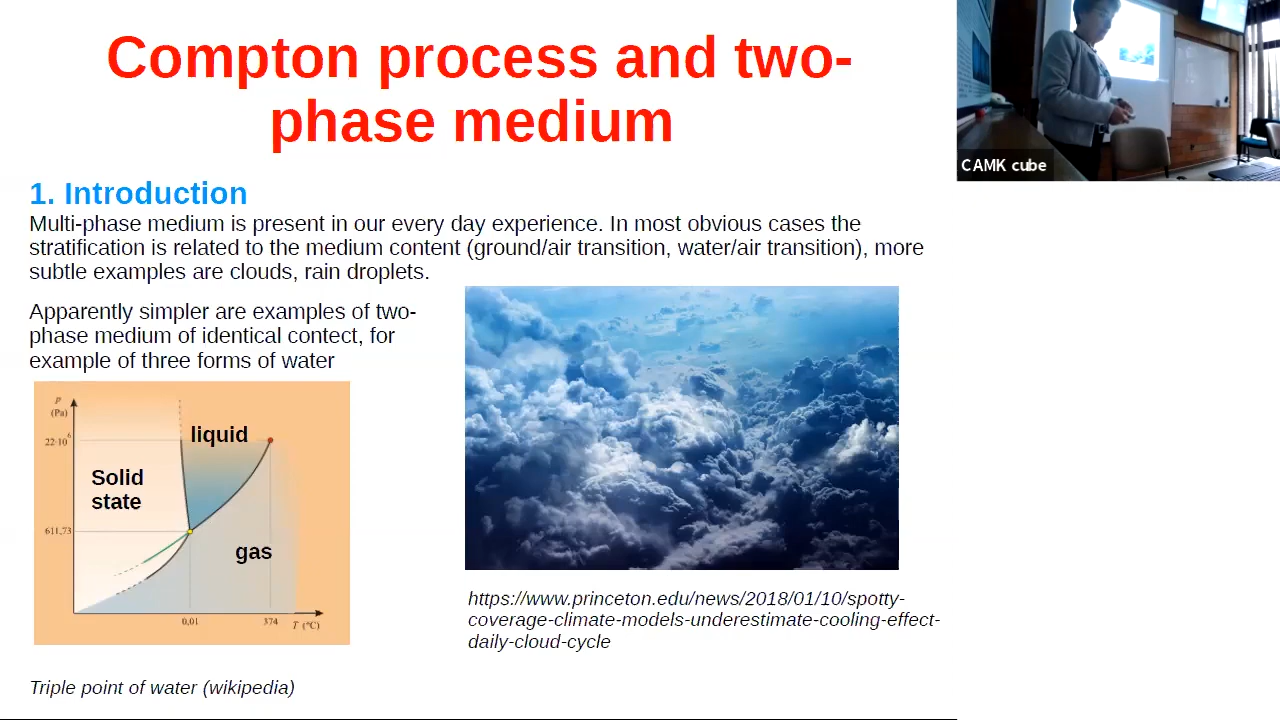 Compton process and two-
phase medium
CAMK cube
1. Introduction
Multi-phase medium is present in our every day experience. In most obvious cases the
stratification is related to the medium content (ground/air transition, water/air transition), more
subtle examples are clouds, rain droplets.
Apparently simpler are examples of two-
phase medium of identical contect, for
example of three forms of water
p
(Pa)
22·10⁶
liquid
Solid
state
611,73
gas
0,01
374
T (°C)
https://www.princeton.edu/news/2018/01/10/spotty-
coverage-climate-models-underestimate-cooling-effect-
daily-cloud-cycle
Triple point of water (wikipedia)